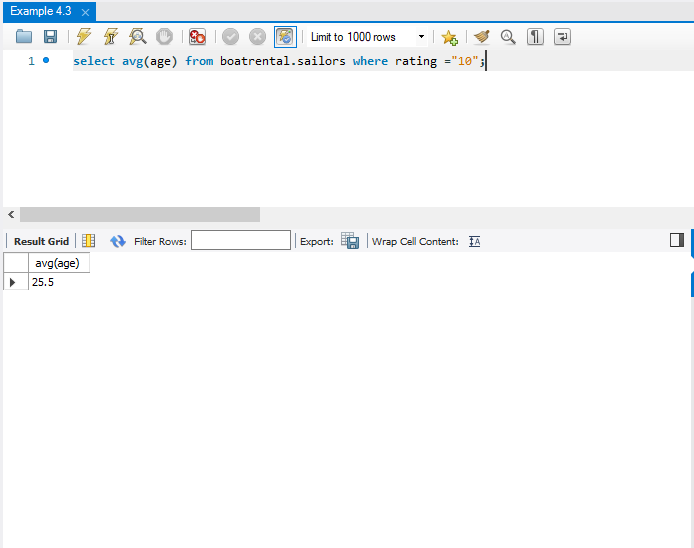 Example 4.3
Limit to 1000 rows
1 select avg(age) from boatrental.sailors where rating ="10";
Result Grid Filter Rows: Export: Wrap Cell Content:
avg(age)
25.5